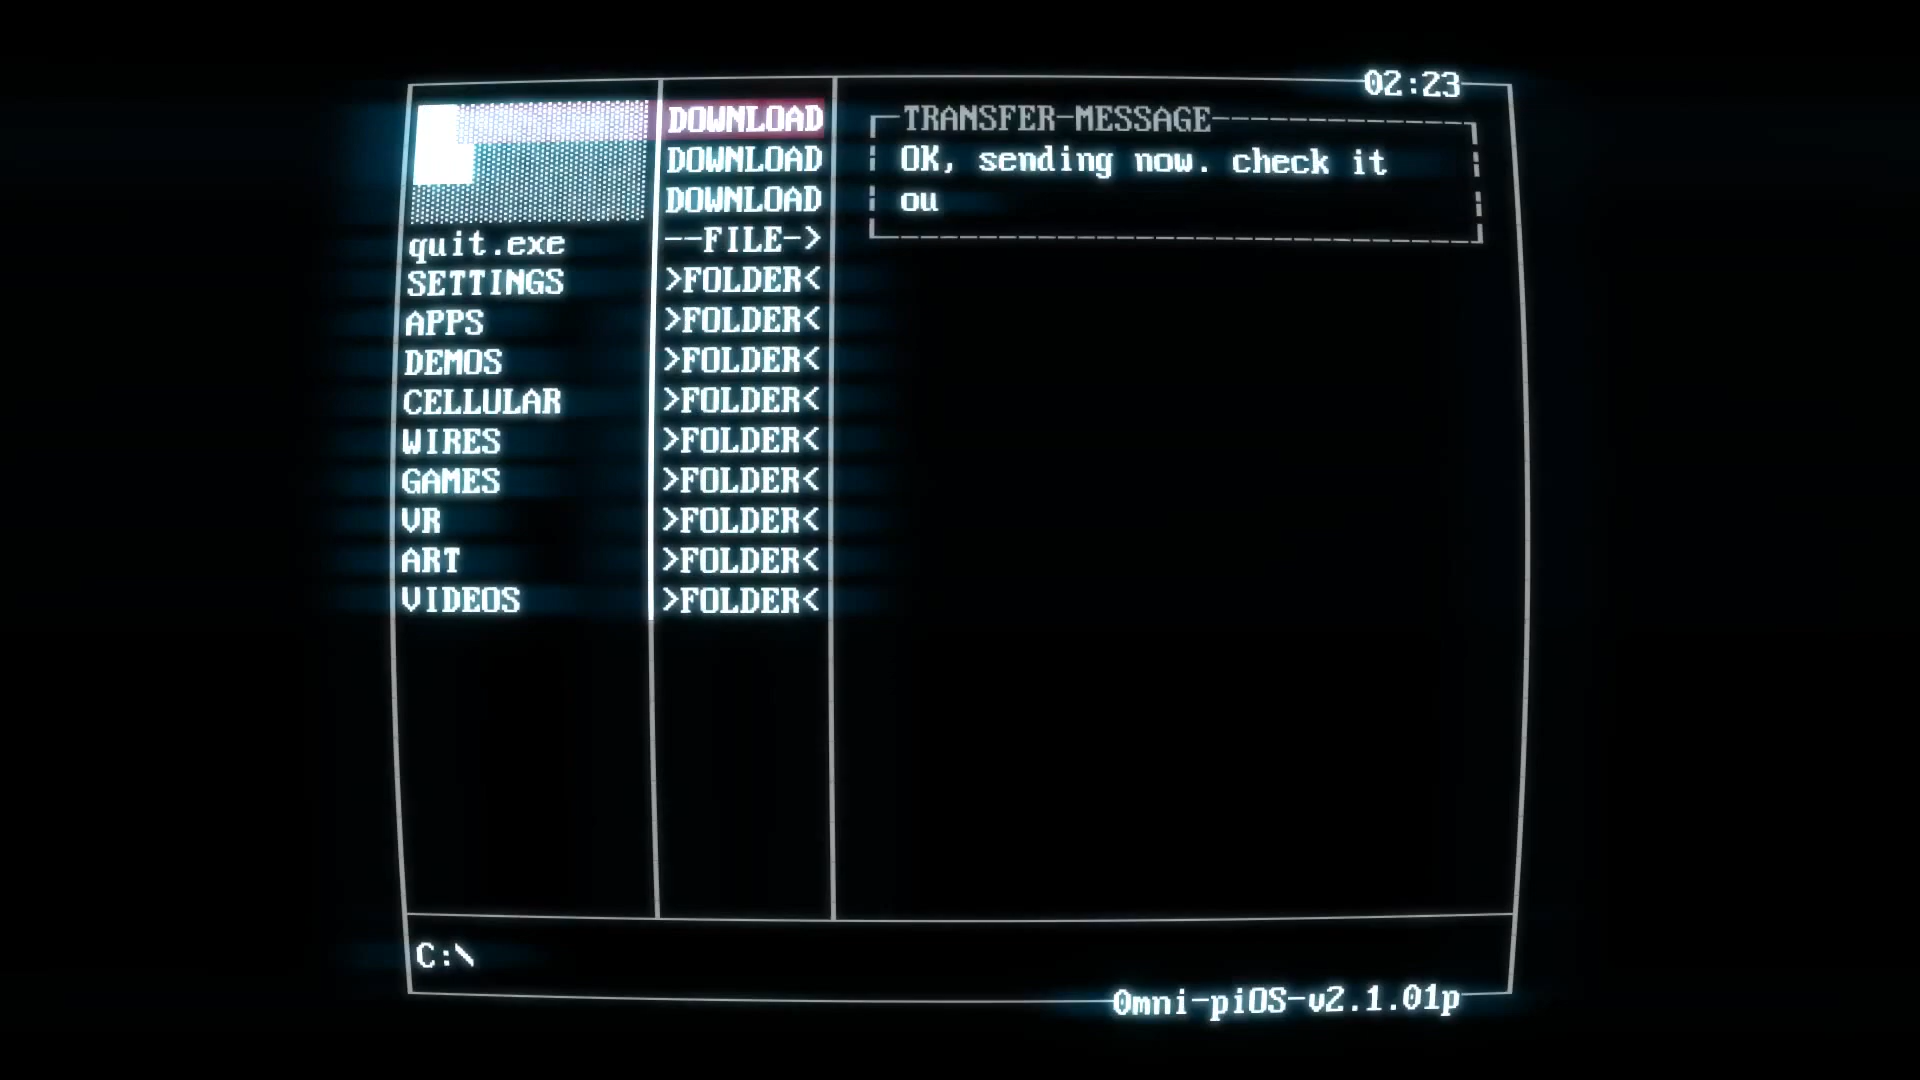 02:23
DOWNLOAD
DOWNLOAD
DOWNLOAD
quit.exe --FILE->
SETTINGS >FOLDER<
APPS >FOLDER<
DEMOS >FOLDER<
CELLULAR >FOLDER<
WIRES >FOLDER<
GAMES >FOLDER<
VR >FOLDER<
ART >FOLDER<
VIDEOS >FOLDER<
TRANSFER-MESSAGE
OK, sending now. check it
ou
C:\
0mni-piOS-v2.1.01p